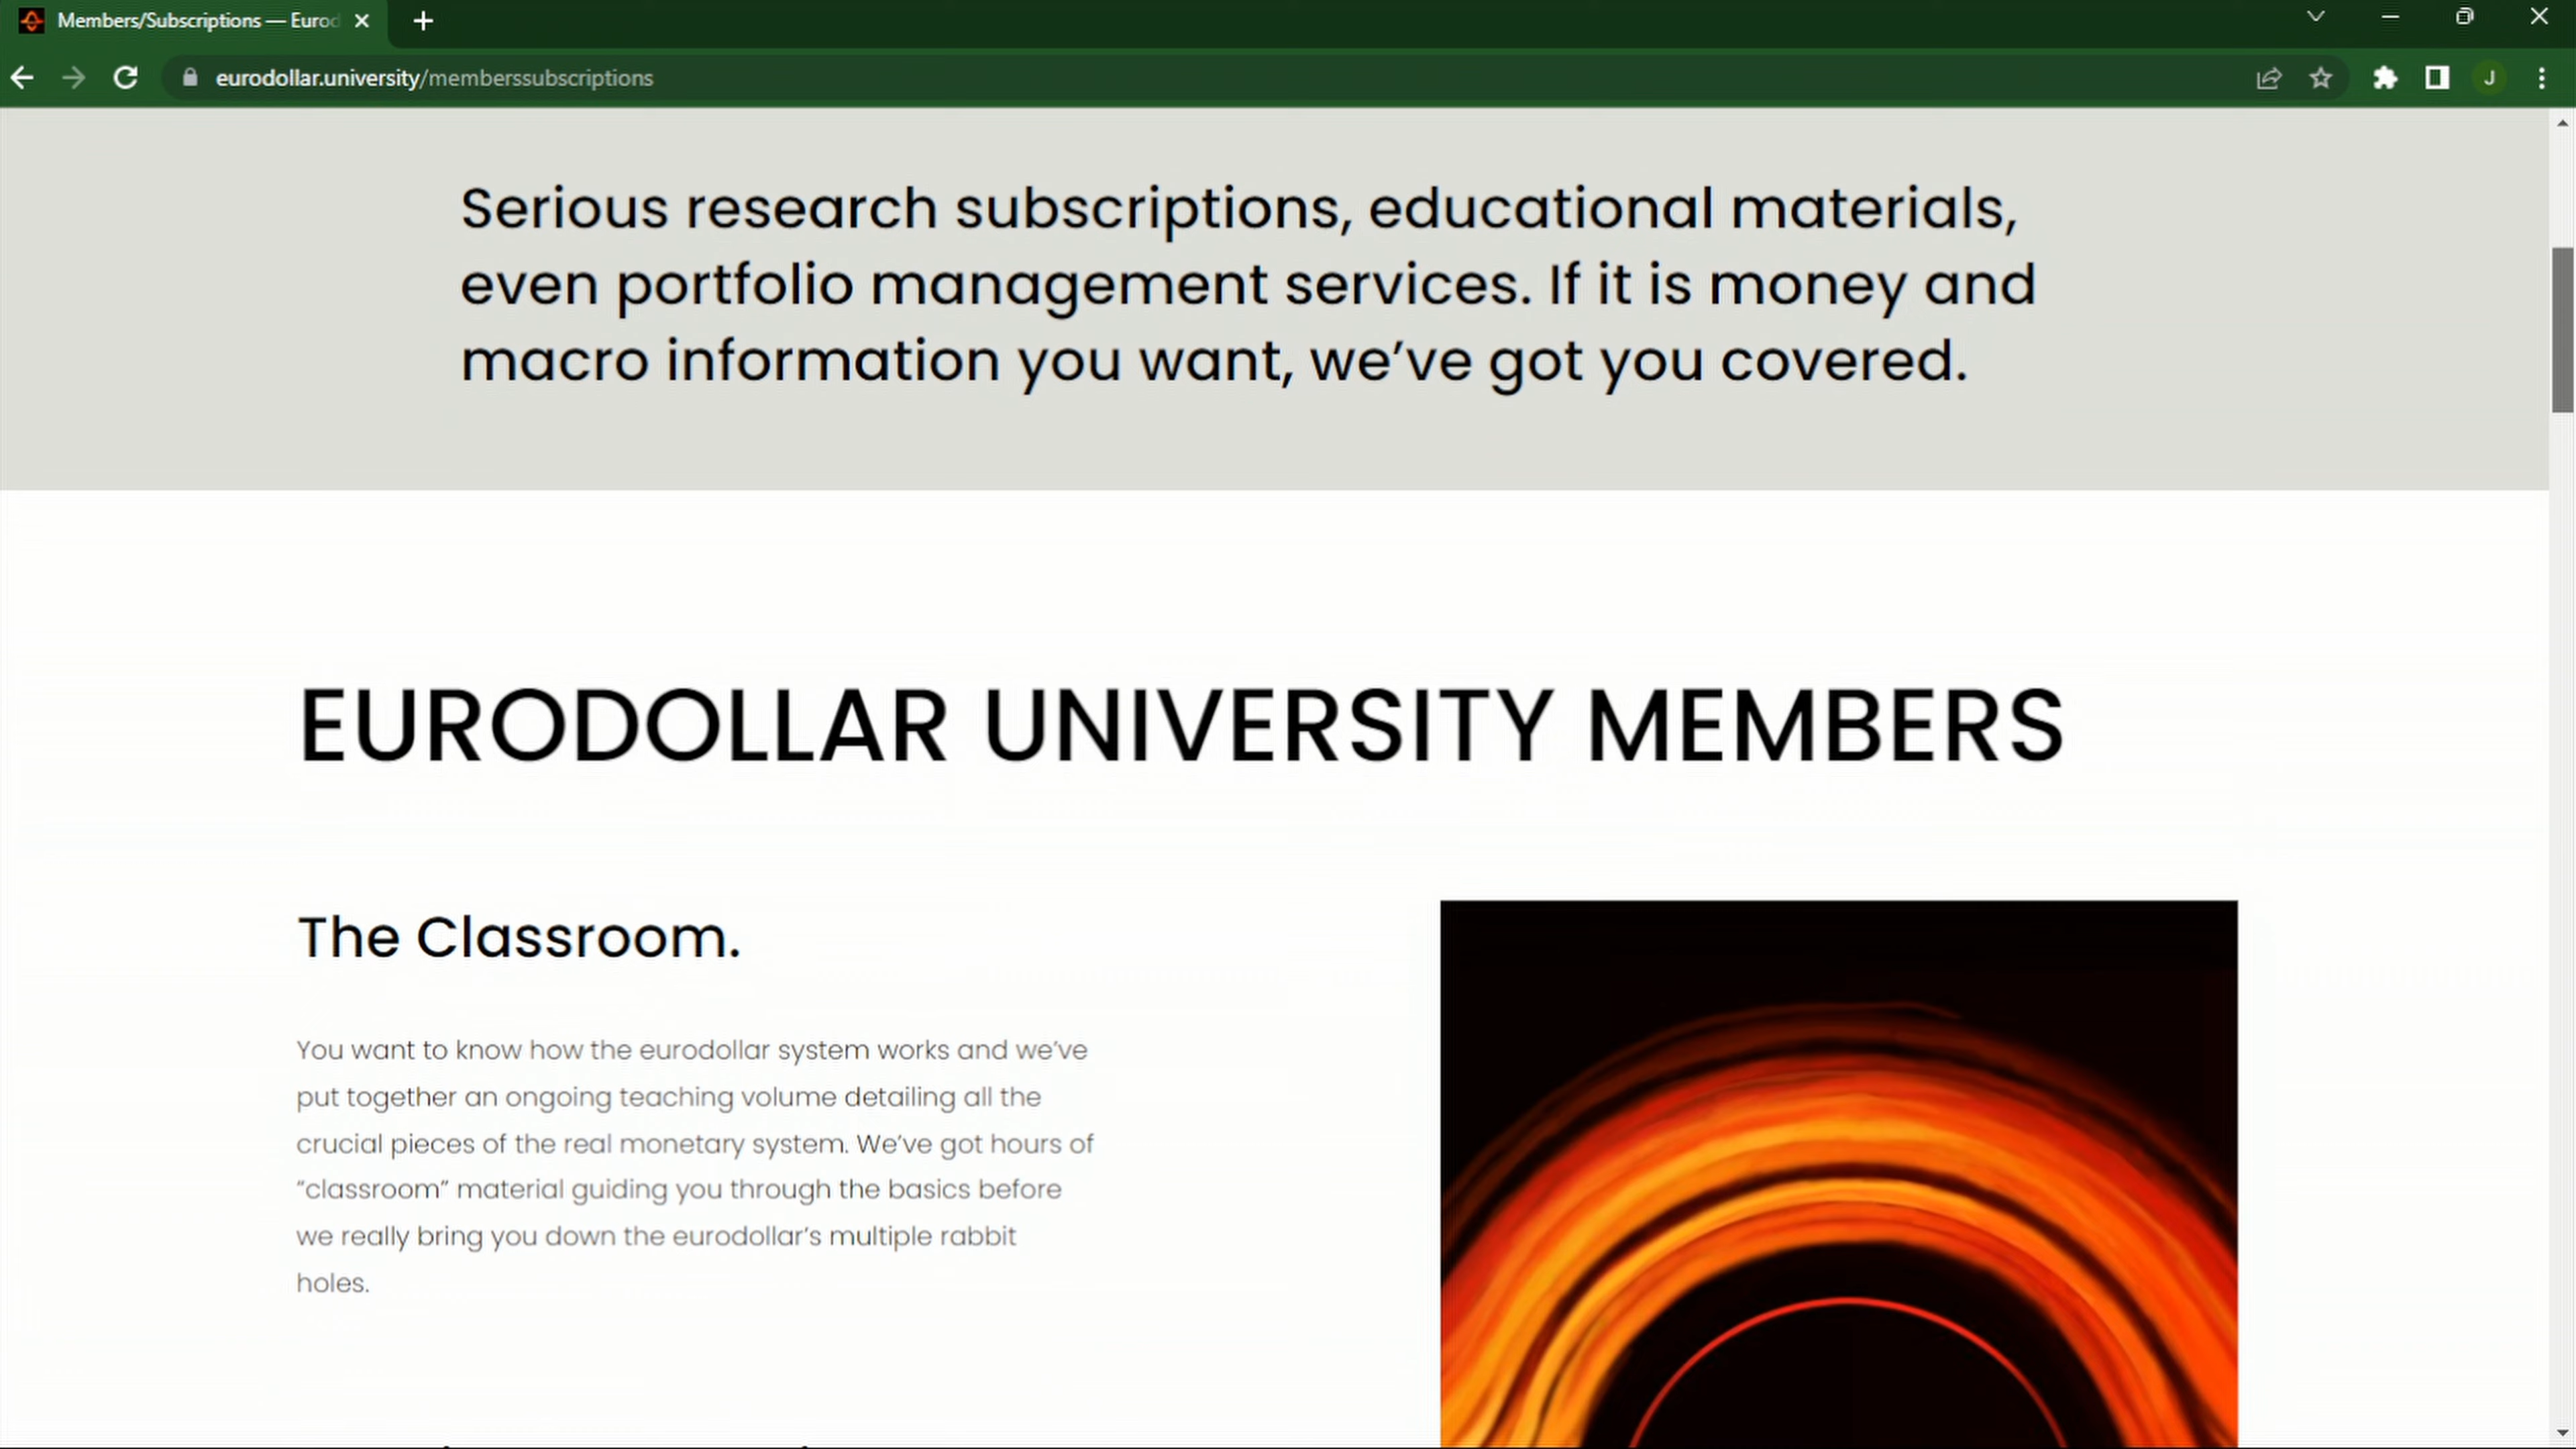 Members/Subscriptions — Eurod
eurodollar.university/memberssubscriptions
J
Serious research subscriptions, educational materials,
even portfolio management services. If it is money and
macro information you want, we’ve got you covered.
EURODOLLAR UNIVERSITY MEMBERS
The Classroom.
You want to know how the eurodollar system works and we’ve
put together an ongoing teaching volume detailing all the
crucial pieces of the real monetary system. We’ve got hours of
“classroom” material guiding you through the basics before
we really bring you down the eurodollar’s multiple rabbit
holes.